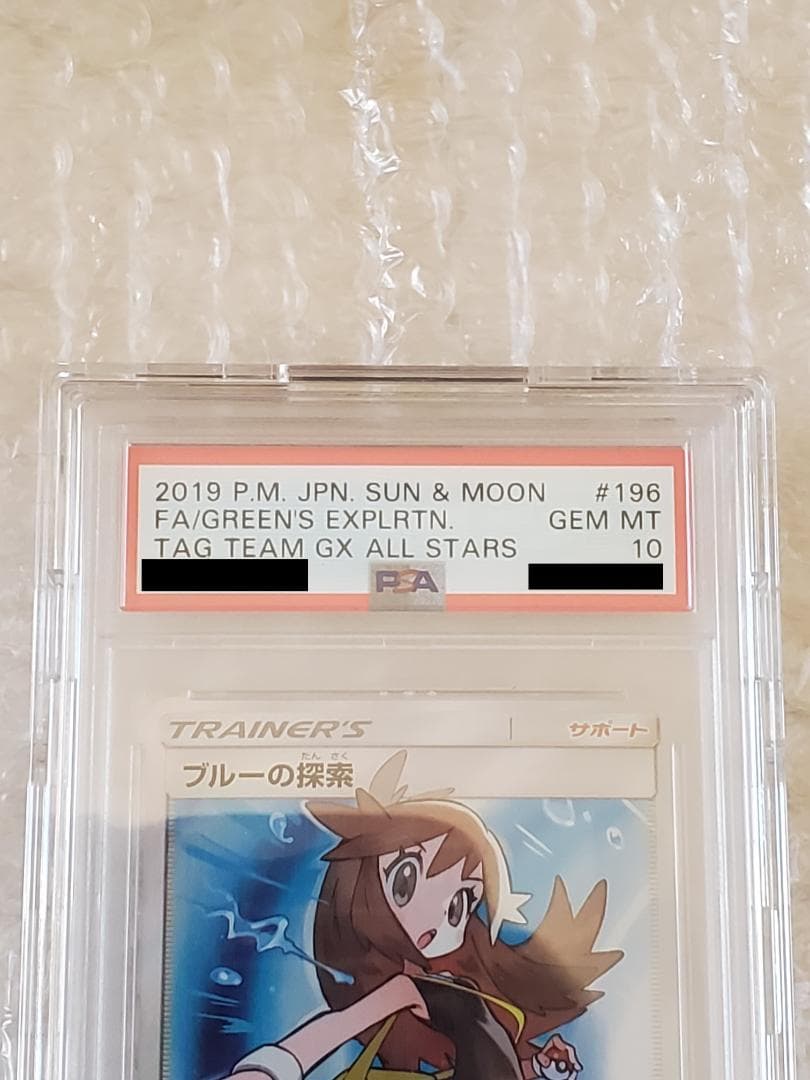 2019 P.M. JPN. SUN & MOON #196
FA/GREEN'S EXPLRTN. GEM MT
TAG TEAM GX ALL STARS 10
PSA
TRAINER'S サポート
たん さく
ブルーの探索